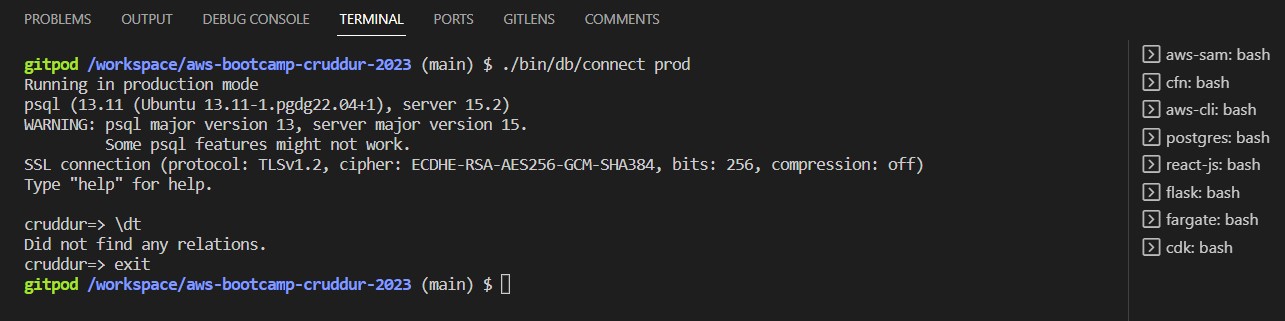 PROBLEMS OUTPUT DEBUG CONSOLE TERMINAL PORTS GITLENS COMMENTS
gitpod /workspace/aws-bootcamp-cruddur-2023 (main) $ ./bin/db/connect prod
Running in production mode
psql (13.11 (Ubuntu 13.11-1.pgdg22.04+1), server 15.2)
WARNING: psql major version 13, server major version 15.
Some psql features might not work.
SSL connection (protocol: TLSv1.2, cipher: ECDHE-RSA-AES256-GCM-SHA384, bits: 256, compression: off)
Type "help" for help.
cruddur=> \dt
Did not find any relations.
cruddur=> exit
gitpod /workspace/aws-bootcamp-cruddur-2023 (main) $
aws-sam: bash
cfn: bash
aws-cli: bash
postgres: bash
react-js: bash
flask: bash
fargate: bash
cdk: bash